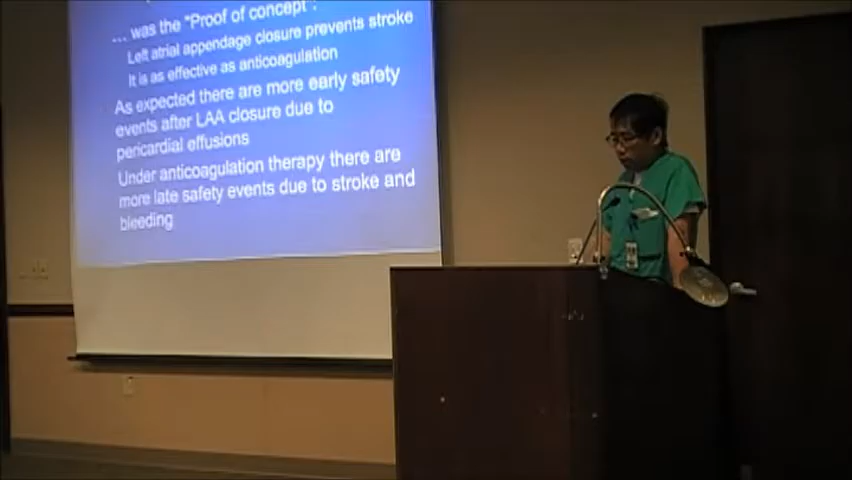 ... was the "Proof of concept".
Left atrial appendage closure prevents stroke
It is as effective as anticoagulation
As expected there are more early safety
events after LAA closure due to
pericardial effusions
Under anticoagulation therapy there are
more late safety events due to stroke and
bleeding